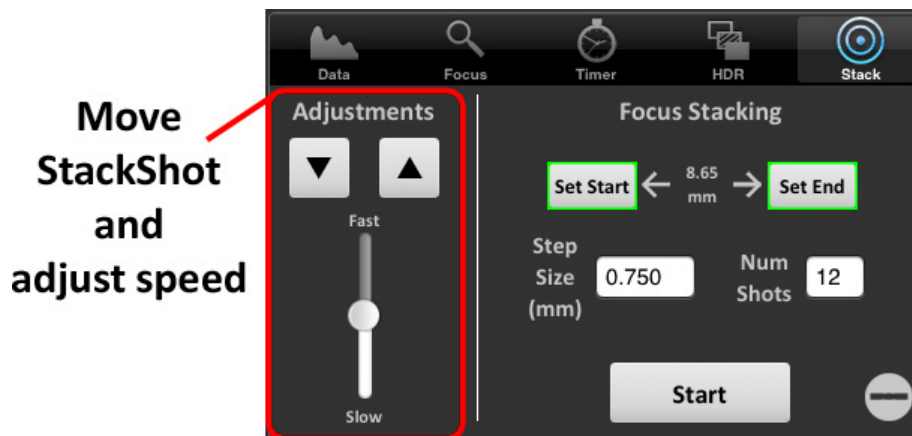 Move
StackShot
and
adjust speed
Data Focus Timer HDR Stack
Adjustments
Fast
Slow
Focus Stacking
Set Start 8.65 mm Set End
Step
Size
(mm)
0.750
Num
Shots
12
Start